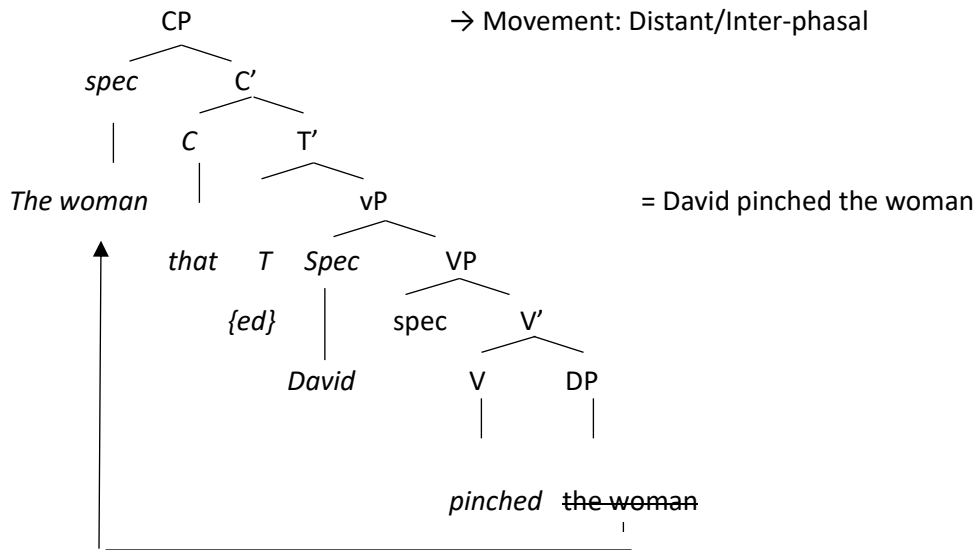 CP → Movement: Distant/Inter-phasal
spec C’
C T’
The woman vP = David pinched the woman
that T Spec VP
{ed} spec V’
David V DP
pinched the woman